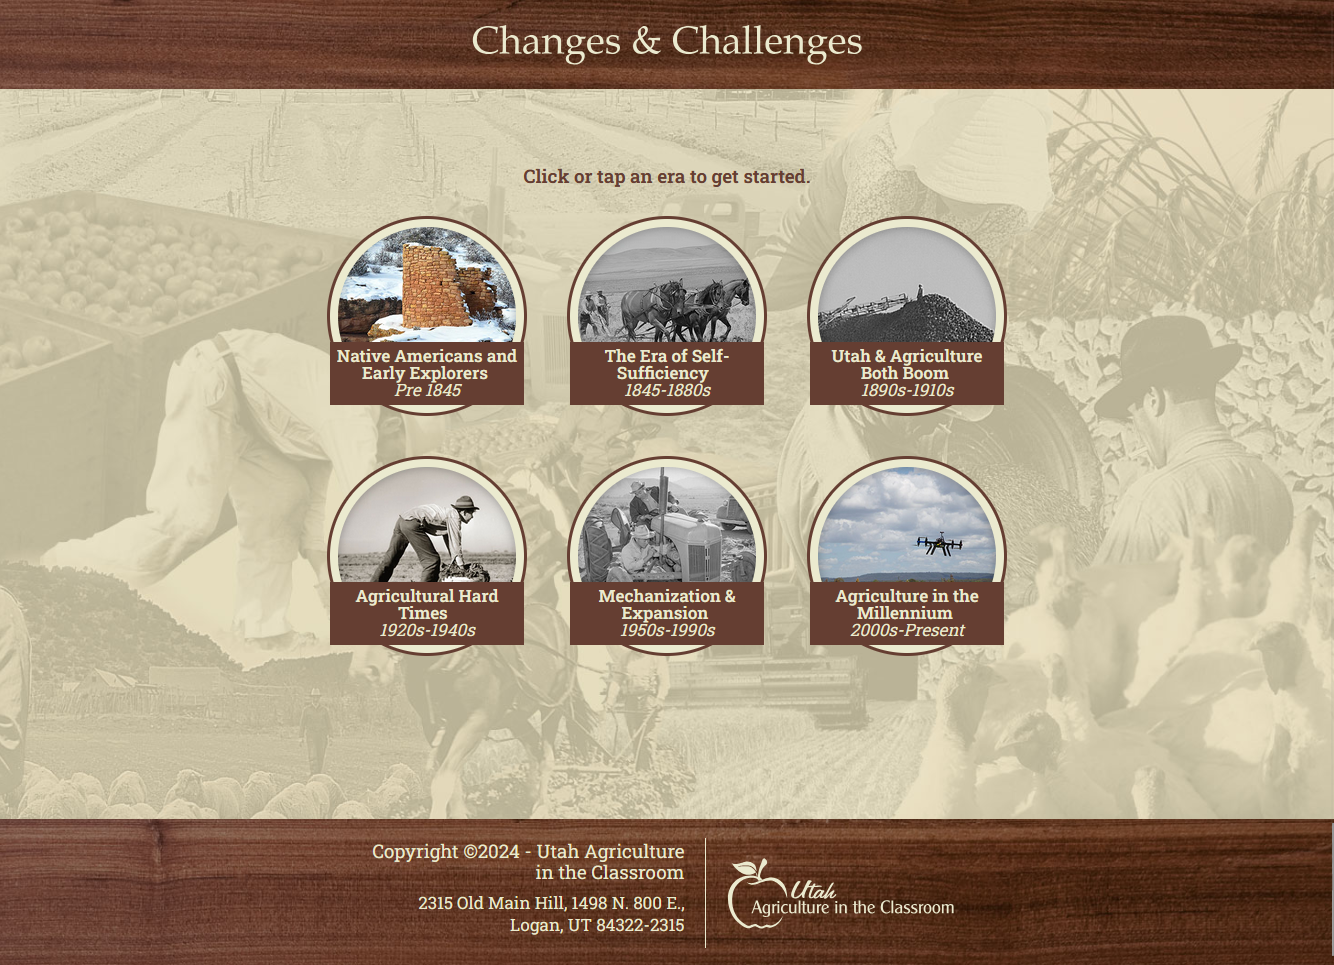 Changes & Challenges
Click or tap an era to get started.
Native Americans and
Early Explorers
Pre 1845
The Era of Self-
Sufficiency
1845-1880s
Utah & Agriculture
Both Boom
1890s-1910s
Agricultural Hard
Times
1920s-1940s
Mechanization &
Expansion
1950s-1990s
Agriculture in the
Millennium
2000s-Present
Copyright ©2024 - Utah Agriculture
in the Classroom
2315 Old Main Hill, 1498 N. 800 E.,
Logan, UT 84322-2315
Utah
Agriculture in the Classroom